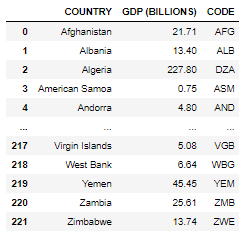 COUNTRY GDP (BILLIONS) CODE
0 Afghanistan 21.71 AFG
1 Albania 13.40 ALB
2 Algeria 227.80 DZA
3 American Samoa 0.75 ASM
4 Andorra 4.80 AND
... ... ... ...
217 Virgin Islands 5.08 VGB
218 West Bank 6.64 WBG
219 Yemen 45.45 YEM
220 Zambia 25.61 ZMB
221 Zimbabwe 13.74 ZWE